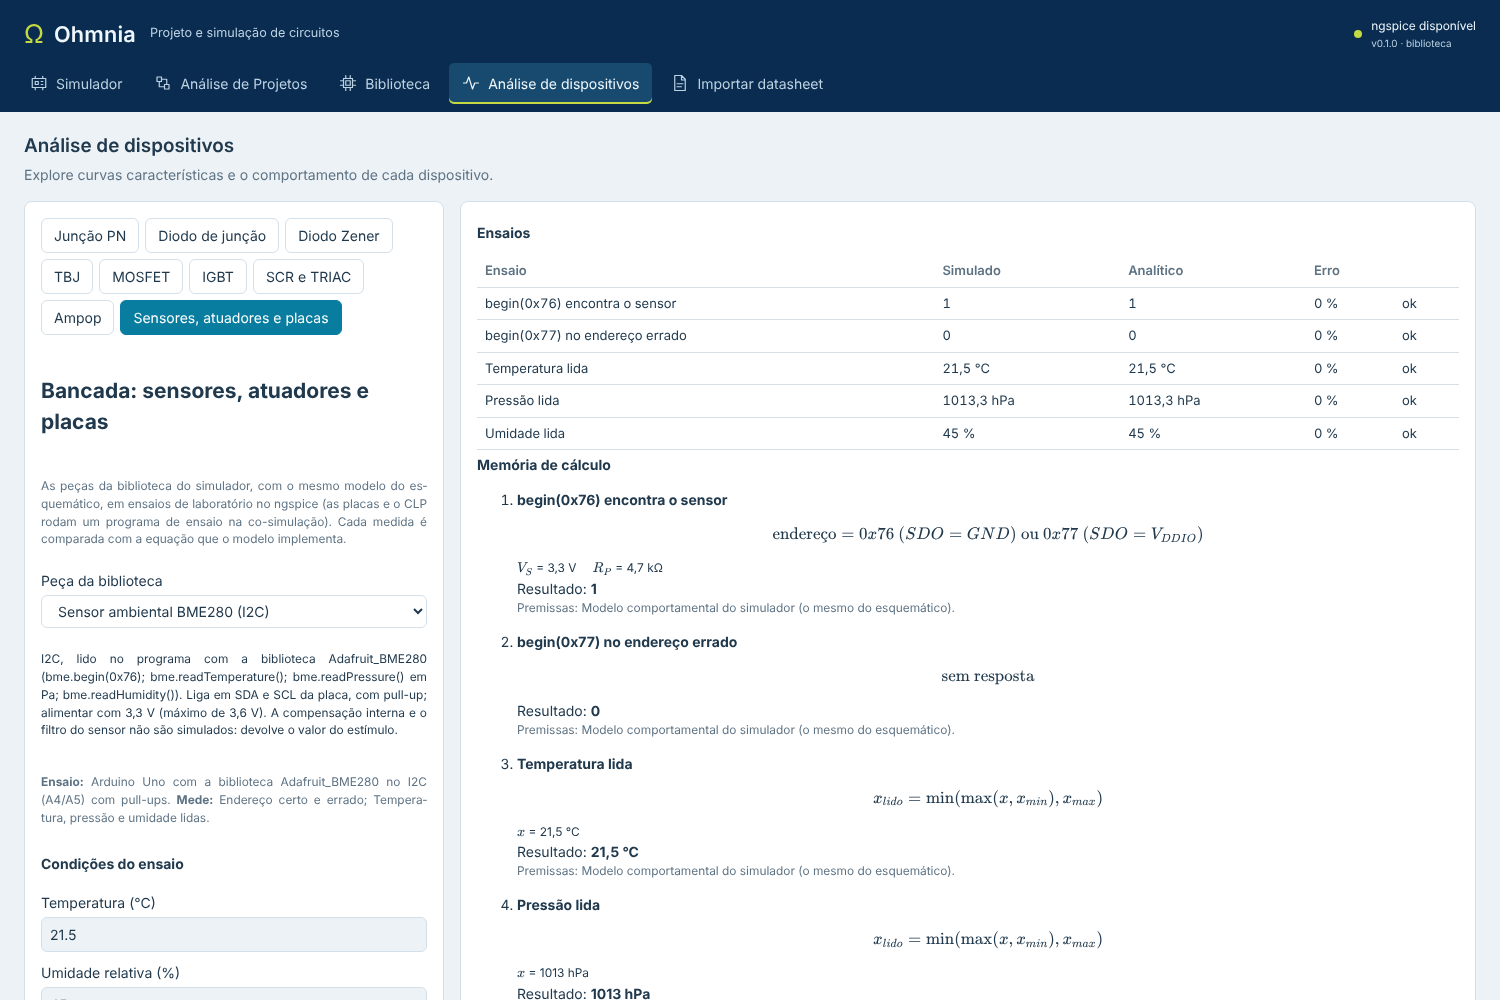 Ω Ohmnia
Projeto e simulação de circuitos
ngspice disponível
v0.1.0 · biblioteca
Simulador
Análise de Projetos
Biblioteca
Análise de dispositivos
Importar datasheet
Análise de dispositivos
Explore curvas características e o comportamento de cada dispositivo.
Junção PN
Diodo de junção
Diodo Zener
TBJ
MOSFET
IGBT
SCR e TRIAC
Ampop
Sensores, atuadores e placas
Bancada: sensores, atuadores e
placas
As peças da biblioteca do simulador, com o mesmo modelo do es-
quemático, em ensaios de laboratório no ngspice (as placas e o CLP
rodam um programa de ensaio na co-simulação). Cada medida é
comparada com a equação que o modelo implementa.
Peça da biblioteca
Sensor ambiental BME280 (I2C)
I2C, lido no programa com a biblioteca Adafruit_BME280
(bme.begin(0x76); bme.readTemperature(); bme.readPressure() em
Pa; bme.readHumidity()). Liga em SDA e SCL da placa, com pull-up;
alimentar com 3,3 V (máximo de 3,6 V). A compensação interna e o
filtro do sensor não são simulados: devolve o valor do estímulo.
Ensaio: Arduino Uno com a biblioteca Adafruit_BME280 no I2C
(A4/A5) com pull-ups. Mede: Endereço certo e errado; Tempera-
tura, pressão e umidade lidas.
Condições do ensaio
Temperatura (°C)
21.5
Umidade relativa (%)
Ensaios
Ensaio Simulado Analítico Erro
begin(0x76) encontra o sensor 1 1 0 % ok
begin(0x77) no endereço errado 0 0 0 % ok
Temperatura lida 21,5 °C 21,5 °C 0 % ok
Pressão lida 1013,3 hPa 1013,3 hPa 0 % ok
Umidade lida 45 % 45 % 0 % ok
Memória de cálculo
1. begin(0x76) encontra o sensor
endereço = 0x76 (SDO = GND) ou 0x77 (SDO = V_DDIO)
V_S = 3,3 V R_P = 4,7 kΩ
Resultado: 1
Premissas: Modelo comportamental do simulador (o mesmo do esquemático).
2. begin(0x77) no endereço errado
sem resposta
Resultado: 0
Premissas: Modelo comportamental do simulador (o mesmo do esquemático).
3. Temperatura lida
x_lido = min(max(x, x_min), x_max)
x = 21,5 °C
Resultado: 21,5 °C
Premissas: Modelo comportamental do simulador (o mesmo do esquemático).
4. Pressão lida
x_lido = min(max(x, x_min), x_max)
x = 1013 hPa
Resultado: 1013 hPa